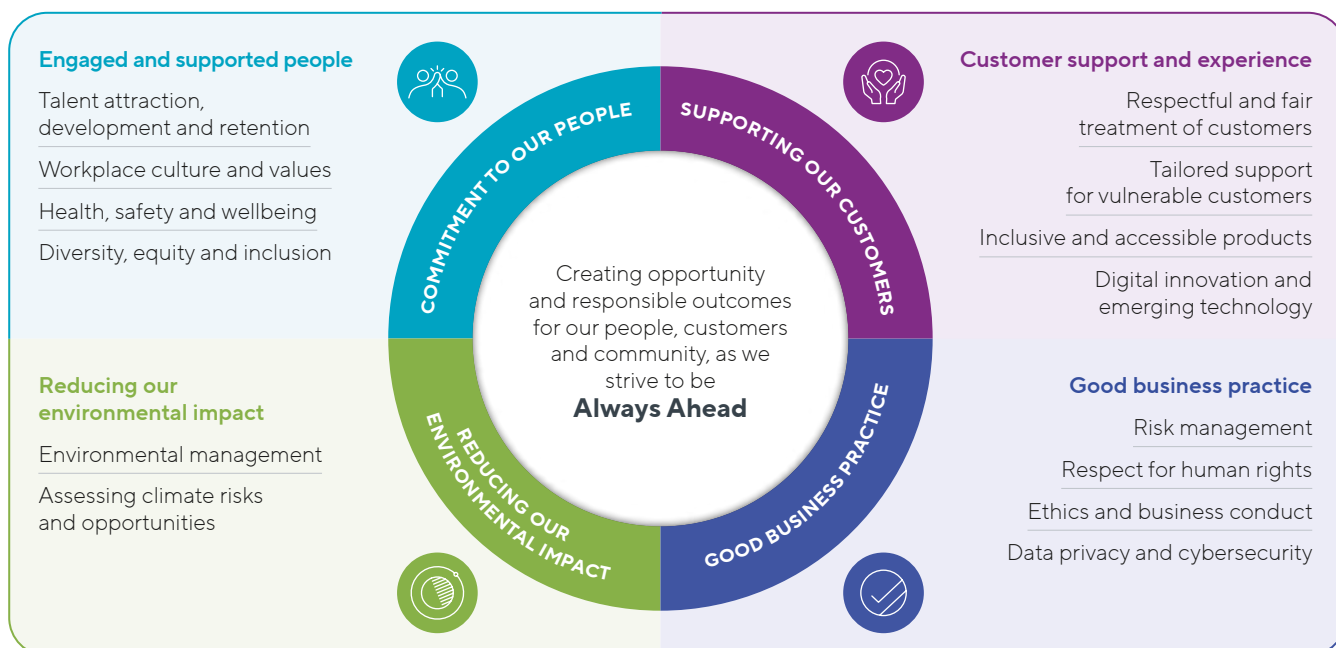 Engaged and supported people
Talent attraction,
development and retention
Workplace culture and values
Health, safety and wellbeing
Diversity, equity and inclusion
COMMITMENT TO OUR PEOPLE
SUPPORTING OUR CUSTOMERS
Customer support and experience
Respectful and fair
treatment of customers
Tailored support
for vulnerable customers
Inclusive and accessible products
Digital innovation and
emerging technology
Creating opportunity
and responsible outcomes
for our people, customers
and community, as we
strive to be
Always Ahead
Reducing our
environmental impact
Environmental management
Assessing climate risks
and opportunities
REDUCING OUR
ENVIRONMENTAL IMPACT
GOOD BUSINESS PRACTICE
Good business practice
Risk management
Respect for human rights
Ethics and business conduct
Data privacy and cybersecurity